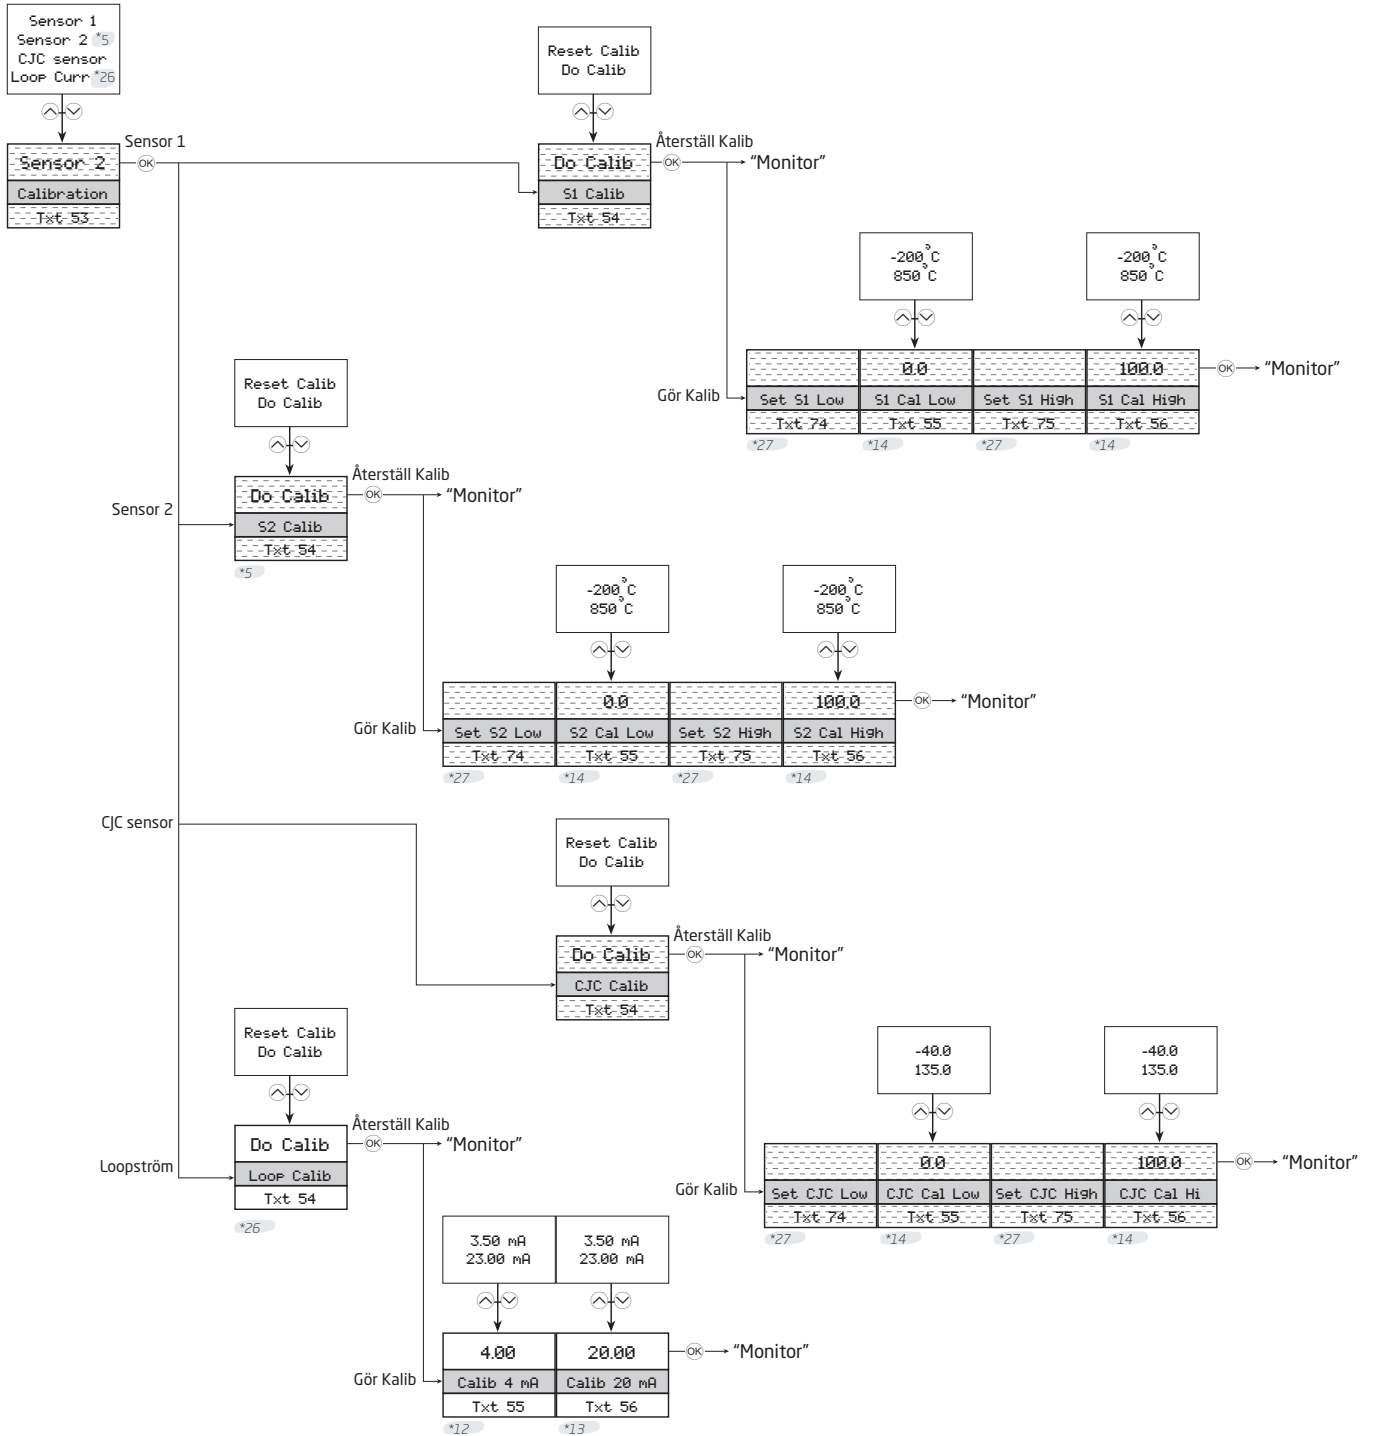 Sensor 1
Sensor 2 *5
CJC sensor
Loop Curr *26
Sensor 1
Sensor 2
OK
Calibration
Txt 53
Reset Calib
Do Calib
Återställ Kalib
Do Calib
OK
"Monitor"
S1 Calib
Txt 54
-200°C
850°C
-200°C
850°C
0.0
100.0
OK
"Monitor"
Gör Kalib
Set S1 Low
S1 Cal Low
Set S1 High
S1 Cal High
Txt 74
Txt 55
Txt 75
Txt 56
*27
*14
*27
*14
Sensor 2
Reset Calib
Do Calib
Återställ Kalib
Do Calib
OK
"Monitor"
S2 Calib
Txt 54
*5
-200°C
850°C
-200°C
850°C
0.0
100.0
OK
"Monitor"
Gör Kalib
Set S2 Low
S2 Cal Low
Set S2 High
S2 Cal High
Txt 74
Txt 55
Txt 75
Txt 56
*27
*14
*27
*14
CJC sensor
Reset Calib
Do Calib
Återställ Kalib
Do Calib
OK
"Monitor"
CJC Calib
Txt 54
-40.0
135.0
-40.0
135.0
0.0
100.0
OK
"Monitor"
Gör Kalib
Set CJC Low
CJC Cal Low
Set CJC High
CJC Cal Hi
Txt 74
Txt 55
Txt 75
Txt 56
*27
*14
*27
*14
Loopström
Reset Calib
Do Calib
Återställ Kalib
Do Calib
OK
"Monitor"
Loop Calib
Txt 54
*26
3.50 mA
23.00 mA
3.50 mA
23.00 mA
4.00
20.00
OK
"Monitor"
Gör Kalib
Calib 4 mA
Calib 20 mA
Txt 55
Txt 56
*12
*13